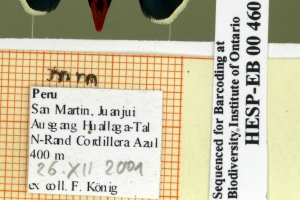 mm
Peru
San Martin, Juanjui
Ausgang Huallaga-Tal
N-Rand Cordillera Azul
400 m
26. XII 2001
ex coll. F. König
Sequenced for Barcoding at
Biodiversity Institute of Ontario
HESP-EB 00 460